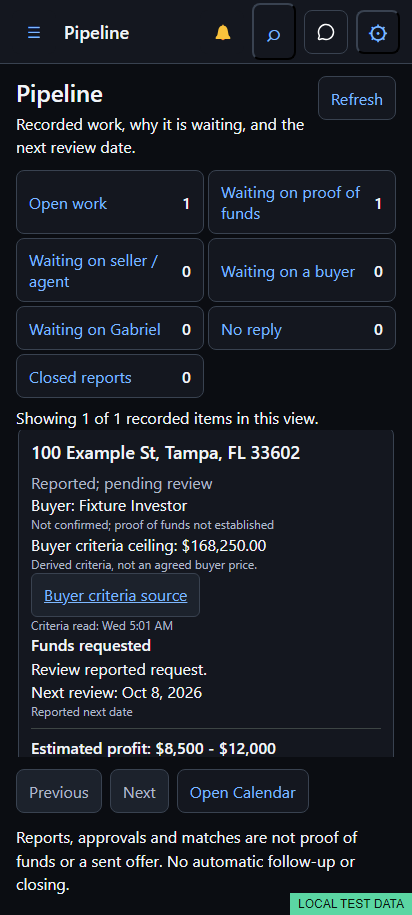 Pipeline
Pipeline
Refresh
Recorded work, why it is waiting, and the
next review date.
Open work 1
Waiting on proof of
funds 1
Waiting on seller /
agent 0
Waiting on a buyer 0
Waiting on Gabriel 0
No reply 0
Closed reports 0
Showing 1 of 1 recorded items in this view.
100 Example St, Tampa, FL 33602
Reported; pending review
Buyer: Fixture Investor
Not confirmed; proof of funds not established
Buyer criteria ceiling: $168,250.00
Derived criteria, not an agreed buyer price.
Buyer criteria source
Criteria read: Wed 5:01 AM
Funds requested
Review reported request.
Next review: Oct 8, 2026
Reported next date
Estimated profit: $8,500 - $12,000
Previous
Next
Open Calendar
Reports, approvals and matches are not proof of
funds or a sent offer. No automatic follow-up or
closing.
LOCAL TEST DATA